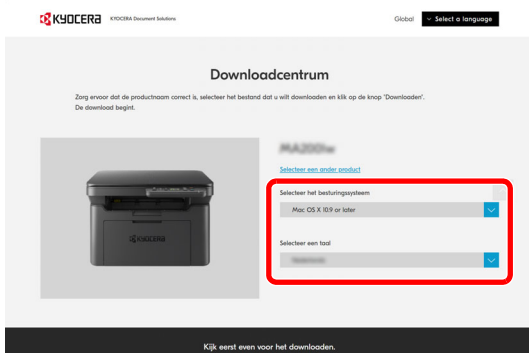 KYOCERA KYOCERA Document Solutions
Global Select a language
Downloadcentrum
Zorg ervoor dat de productnaam correct is, selecteer het bestand dat u wilt downloaden en klik op de knop "Downloaden".
De download begint.
Selecteer een ander product
Selecteer het besturingssysteem
Mac OS X 10.9 or later
KYOCERA
Selecteer een taal
Kijk eerst even voor het downloaden.